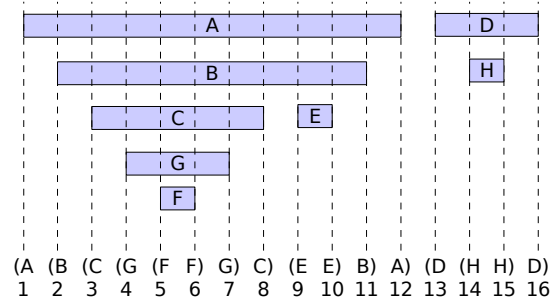 A D
B H
C E
G
F
(A (B (C (G (F F) G) C) (E E) B) A) (D (H H) D)
1 2 3 4 5 6 7 8 9 10 11 12 13 14 15 16